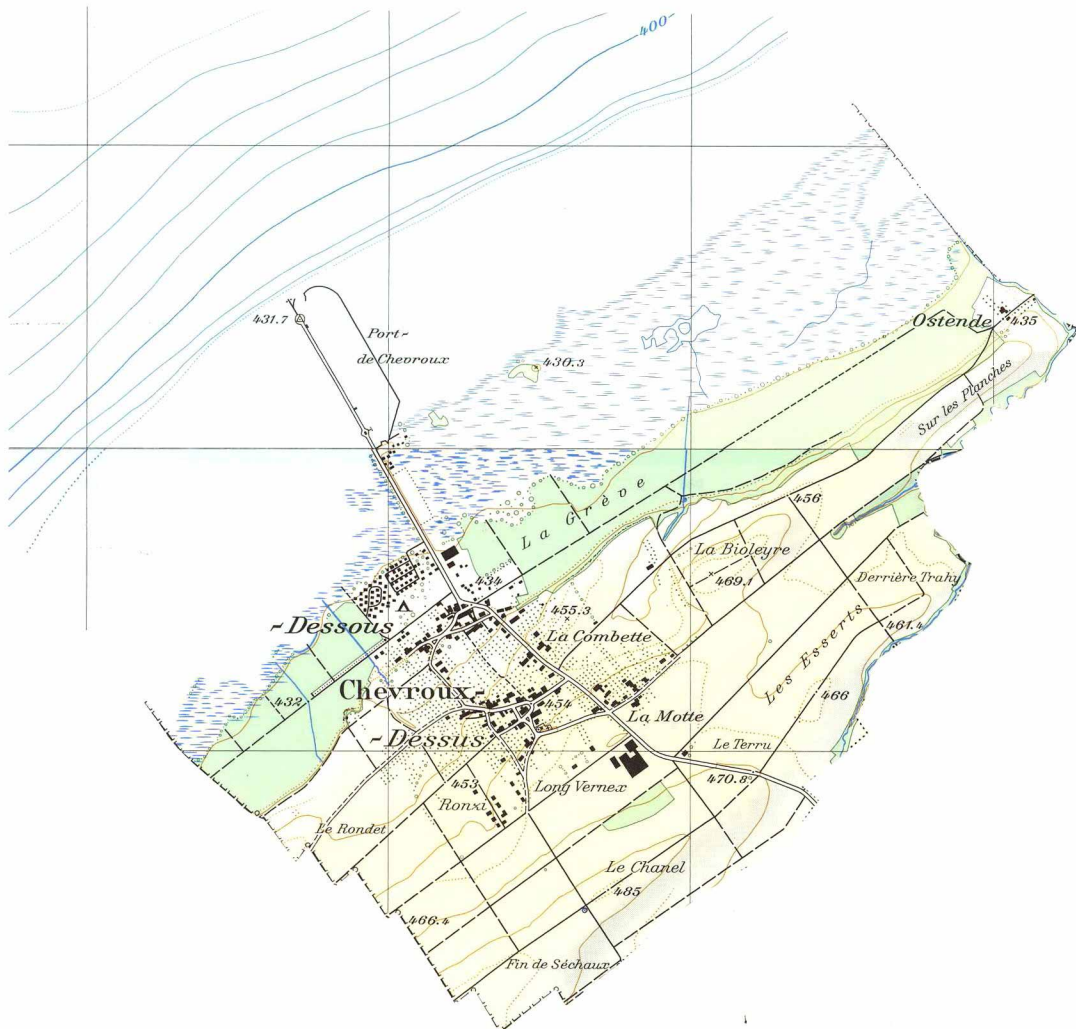 400
431.7
Port-
de Chevroux
430.3
Ostende
435
Sur les Planches
La Grève
456
La Bioleyre
469.1
Derrière Trahy
434
455.3
-Dessous
La Combette
461.4
Les Esserts
466
Chevroux-
432
454
La Motte
-Dessus
Le Terru
470.8
453
Long Vernex
Ronxi
Le Rondet
Le Chanel
485
466.4
Fin de Séchaux